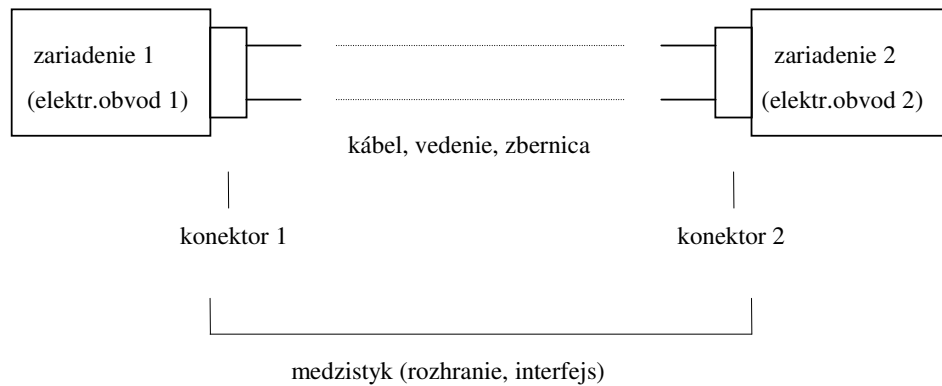 zariadenie 1
(elektr.obvod 1)
zariadenie 2
(elektr.obvod 2)
kábel, vedenie, zbernica
konektor 1
konektor 2
medzistyk (rozhranie, interfejs)